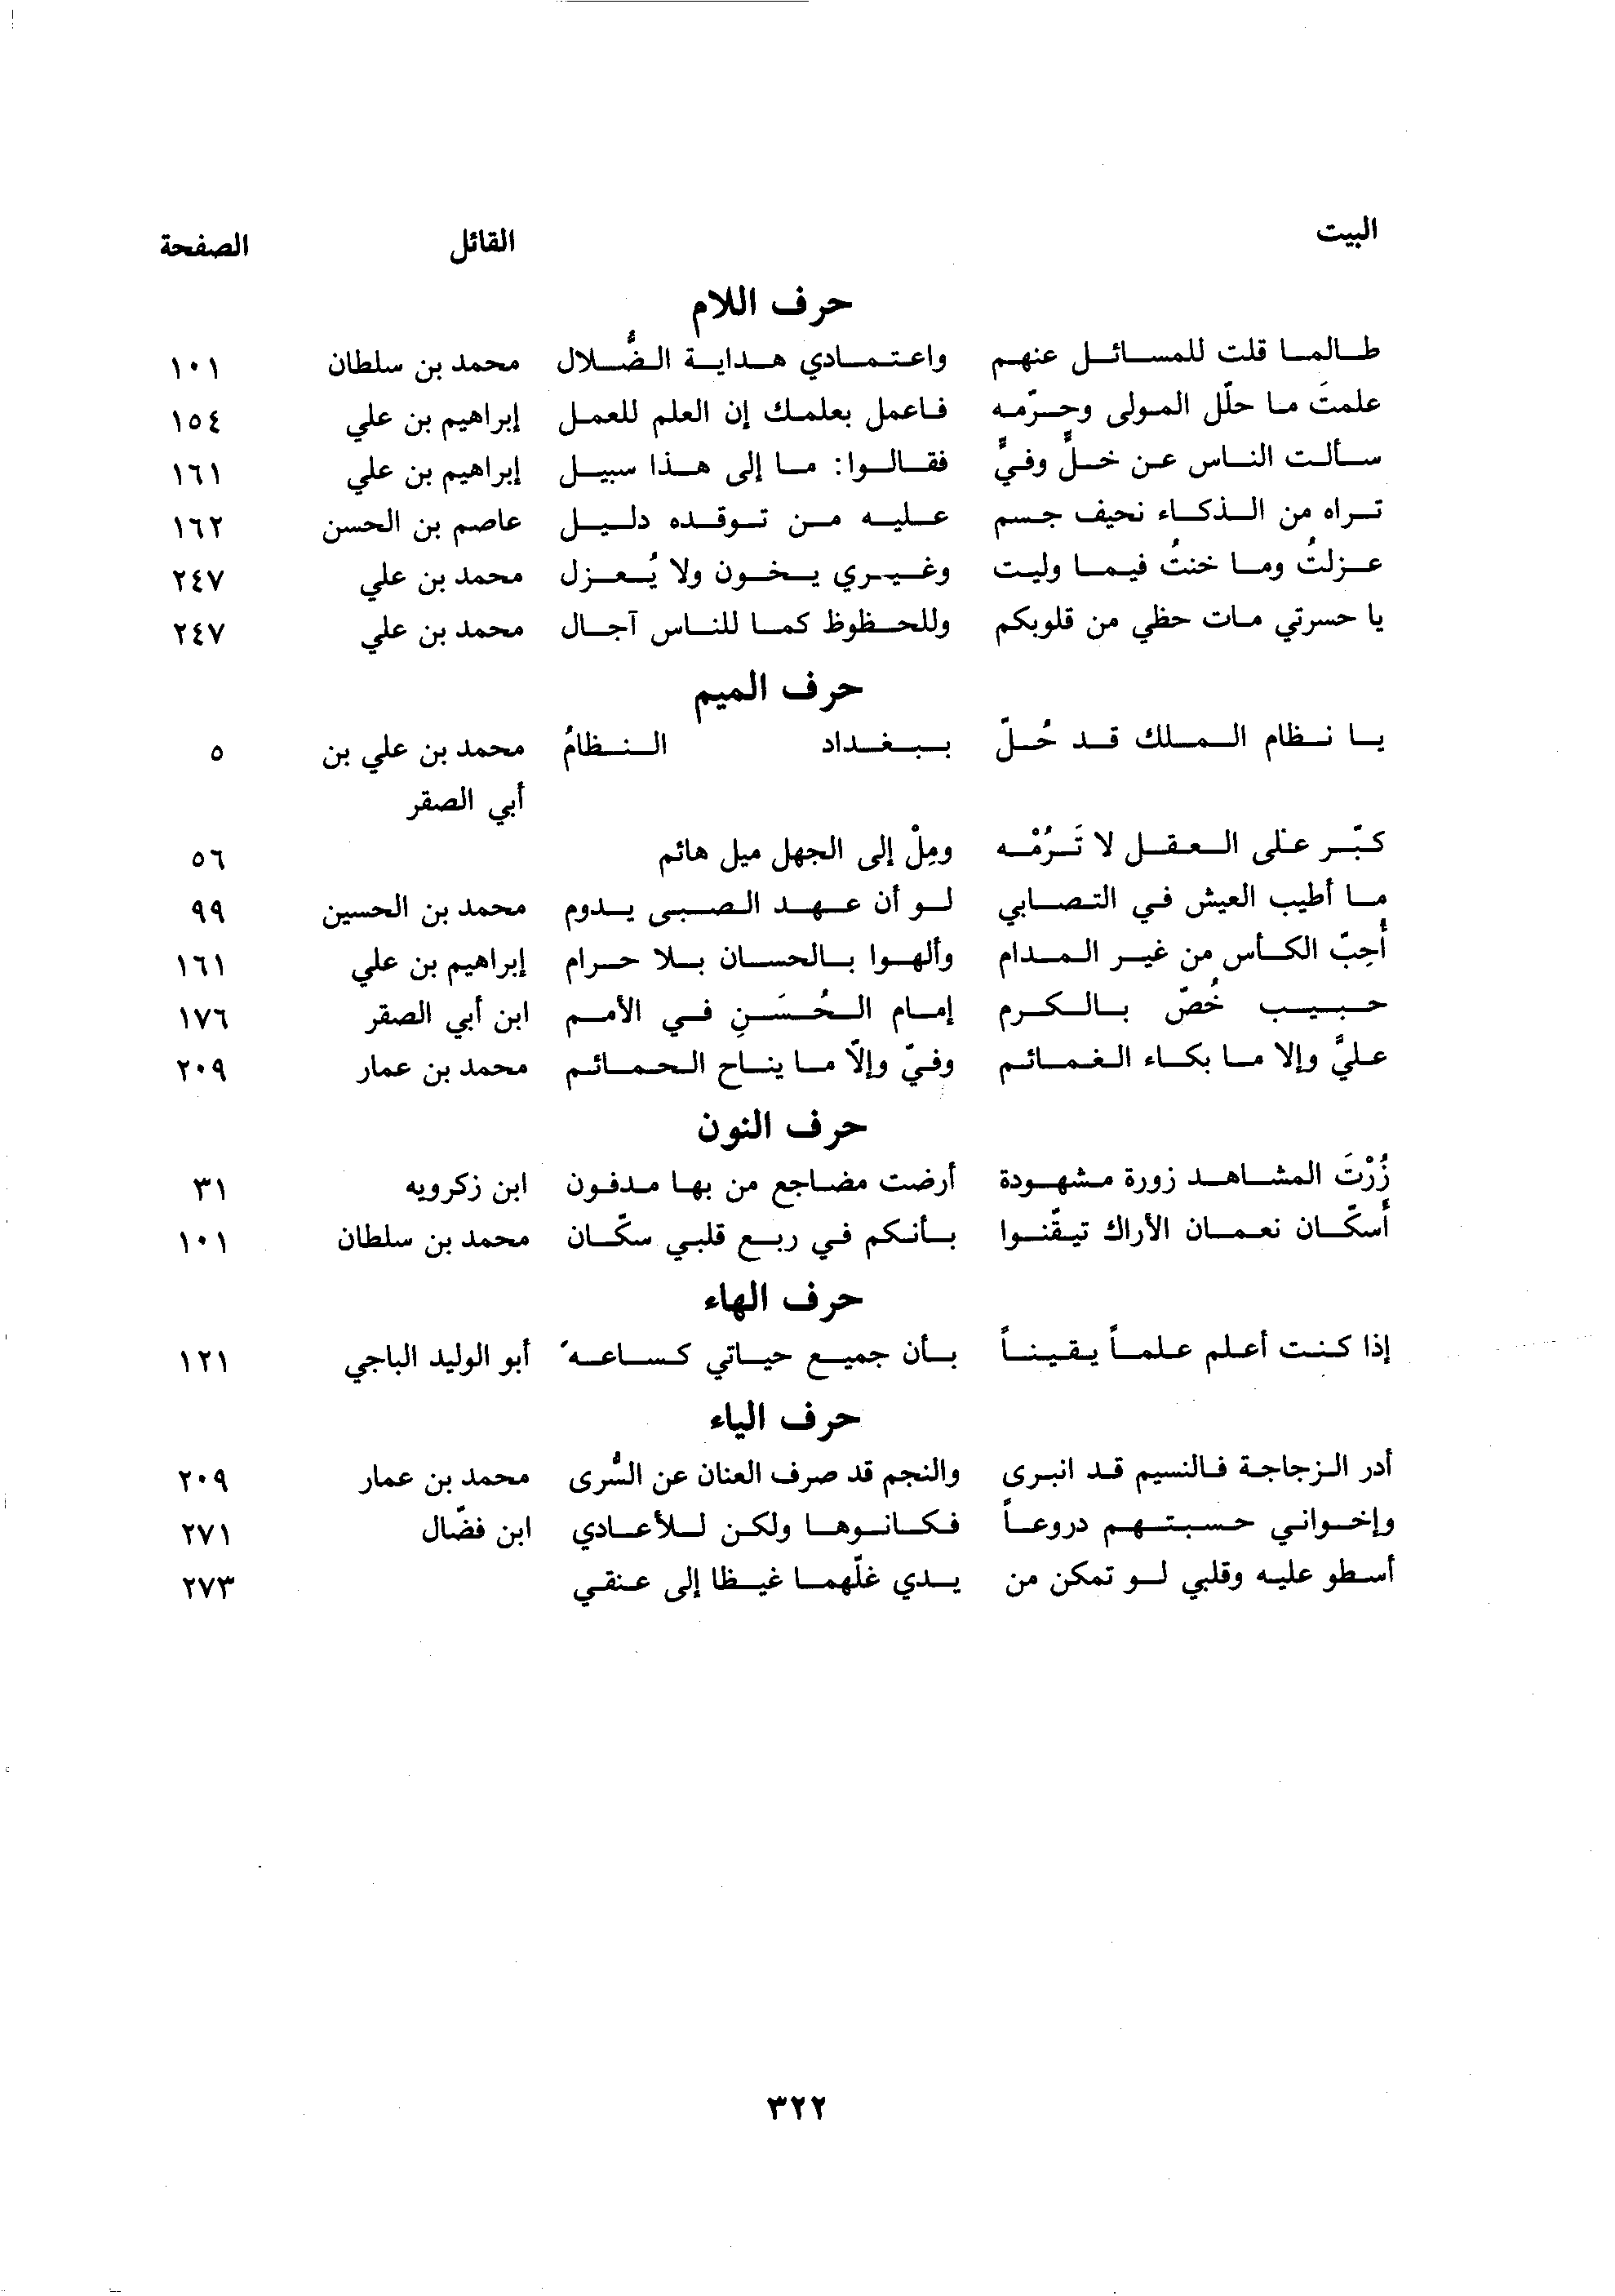 البيت القائل الصفحة
حرف اللام
طالما قلت للمسائل عنهم واعتمادي هداية الضُّلال محمد بن سلطان ١٠١
علمتَ ما حلّل المولى وحرّمه فاعمل بعلمك إن العلم للعمل إبراهيم بن علي ١٥٤
سألت الناس عن خلٍّ وفيٍّ فقالوا: ما إلى هذا سبيل إبراهيم بن علي ١٦١
تراه من الذكاء نحيف جسم عليه من توقده دليل عاصم بن الحسن ١٦٢
عزلتُ وما خنتُ فيما وليت وغيري يخون ولا يُعزل محمد بن علي ٢٤٧
يا حسرتي مات حظي من قلوبكم وللحظوظ كما للناس آجال محمد بن علي ٢٤٧
حرف الميم
يا نظام الملك قد حُلّ ببغداد النظامُ محمد بن علي بن ٥
أبي الصقر
كبّر على العقل لا تَرُمْه ومِلْ إلى الجهل ميل هائم ٥٦
ما أطيب العيش في التصابي لو أن عهد الصبى يدوم محمد بن الحسين ٩٩
أُحِبّ الكأس من غير المدام وألهوا بالحسان بلا حرام إبراهيم بن علي ١٦١
حبيب خُصّ بالكرم إمام الحُسَنِ في الأمم ابن أبي الصقر ١٧٦
عليَّ وإلا ما بكاء الغمائم وفيّ وإلّا ما يناح الحمائم محمد بن عمار ٢٠٩
حرف النون
زُرْتَ المشاهد زورة مشهودة أرضت مضاجع من بها مدفون ابن زكرويه ٣١
أسكّان نعمان الأراك تيقّنوا بأنكم في ربع قلبي سكّان محمد بن سلطان ١٠١
حرف الهاء
إذا كنت أعلم علماً يقيناً بأن جميع حياتي كساعهَ أبو الوليد الباجي ١٢١
حرف الياء
أدر الزجاجة فالنسيم قد انبرى والنجم قد صرف العنان عن السُّرى محمد بن عمار ٢٠٩
وإخواني حسبتهم دروعاً فكانوها ولكن للأعادي ابن فضّال ٢٧١
أسطو عليه وقلبي لو تمكن من يدي غلّهما غيظا إلى عنقي ٢٧٣
٣٢٢